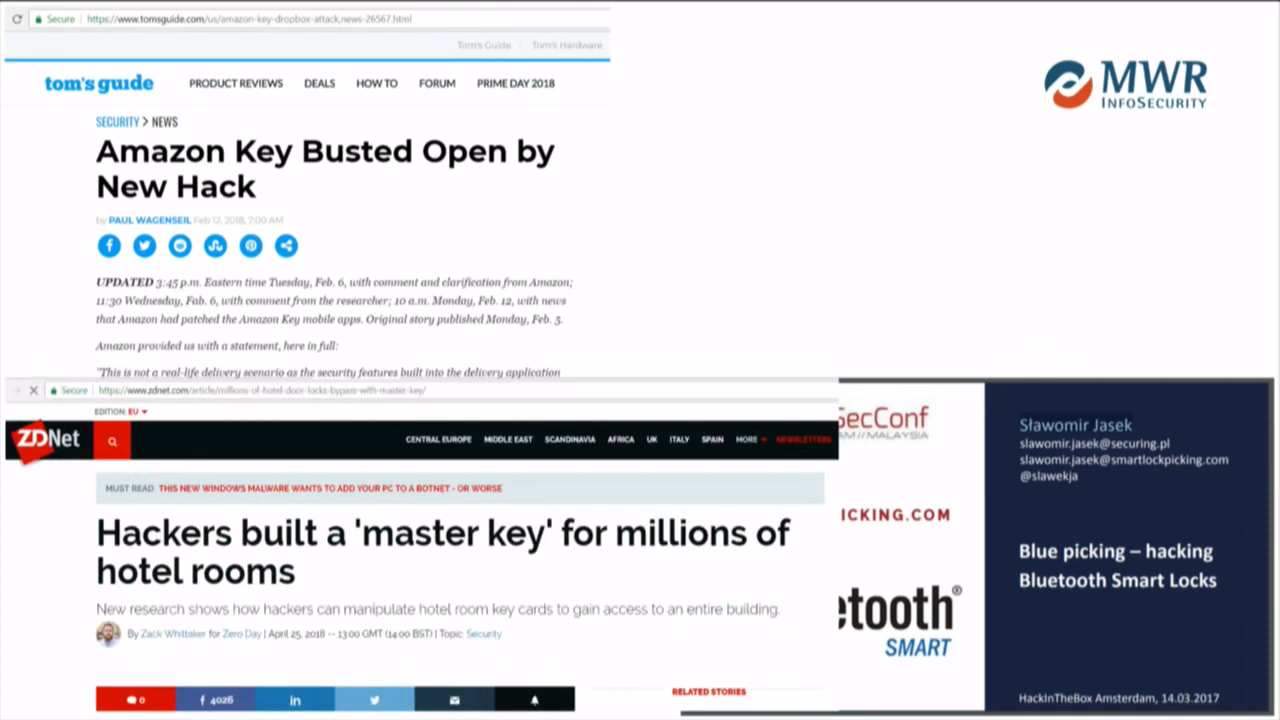 Secure https://www.tomsguide.com/us/amazon-key-dropbox-attack,news-26567.html
Tom's Guide Tom's Hardware
tom's guide PRODUCT REVIEWS DEALS HOW TO FORUM PRIME DAY 2018
SECURITY > NEWS
Amazon Key Busted Open by
New Hack
by PAUL WAGENSEIL Feb 12, 2018, 7:00 AM
UPDATED 3:45 p.m. Eastern time Tuesday, Feb. 6, with comment and clarification from Amazon;
11:30 Wednesday, Fab. 6, with comment from the researcher; 10 a.m. Monday, Feb. 12, with news
that Amazon had patched the Amazon Key mobile apps. Original story published Monday, Feb. 5.
Amazon provided us with a statement, here in full:
"This is not a real-life delivery scenario as the security features built into the delivery application
MWR
INFOSECURITY
Secure https://www.zdnet.com/article/millions-of-hotel-door-locks-bypass-with-master-key/
EDITION: EU
ZDNet CENTRAL EUROPE MIDDLE EAST SCANDINAVIA AFRICA UK ITALY SPAIN MORE NEWSLETTERS
MUST READ THIS NEW WINDOWS MALWARE WANTS TO ADD YOUR PC TO A BOTNET - OR WORSE
Hackers built a 'master key' for millions of
hotel rooms
New research shows how hackers can manipulate hotel room key cards to gain access to an entire building.
By Zack Whittaker for Zero Day | April 25, 2018 -- 13:00 GMT (14:00 BST) | Topic: Security
0 f 4026 in
RELATED STORIES
SecConf
AM//MALAYSIA
ICKING.COM
etooth®
SMART
Sławomir Jasek
slawomir.jasek@securing.pl
slawomir.jasek@smartlockpicking.com
@slawekja
Blue picking – hacking
Bluetooth Smart Locks
HackInTheBox Amsterdam, 14.03.2017